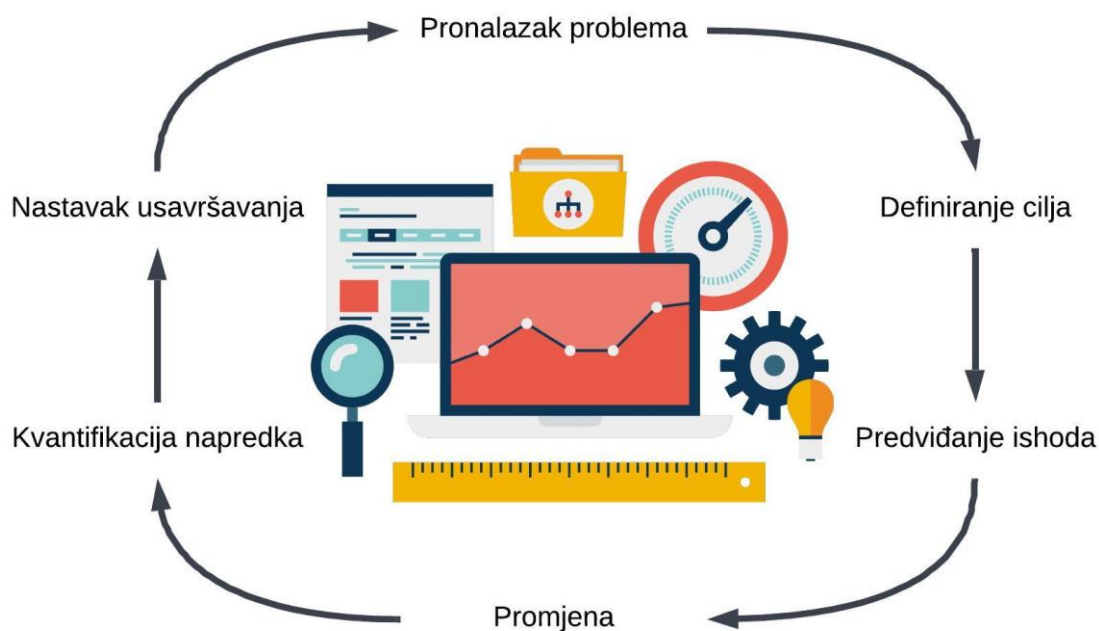 Pronalazak problema
Definiranje cilja
Predviđanje ishoda
Promjena
Kvantifikacija napredka
Nastavak usavršavanja